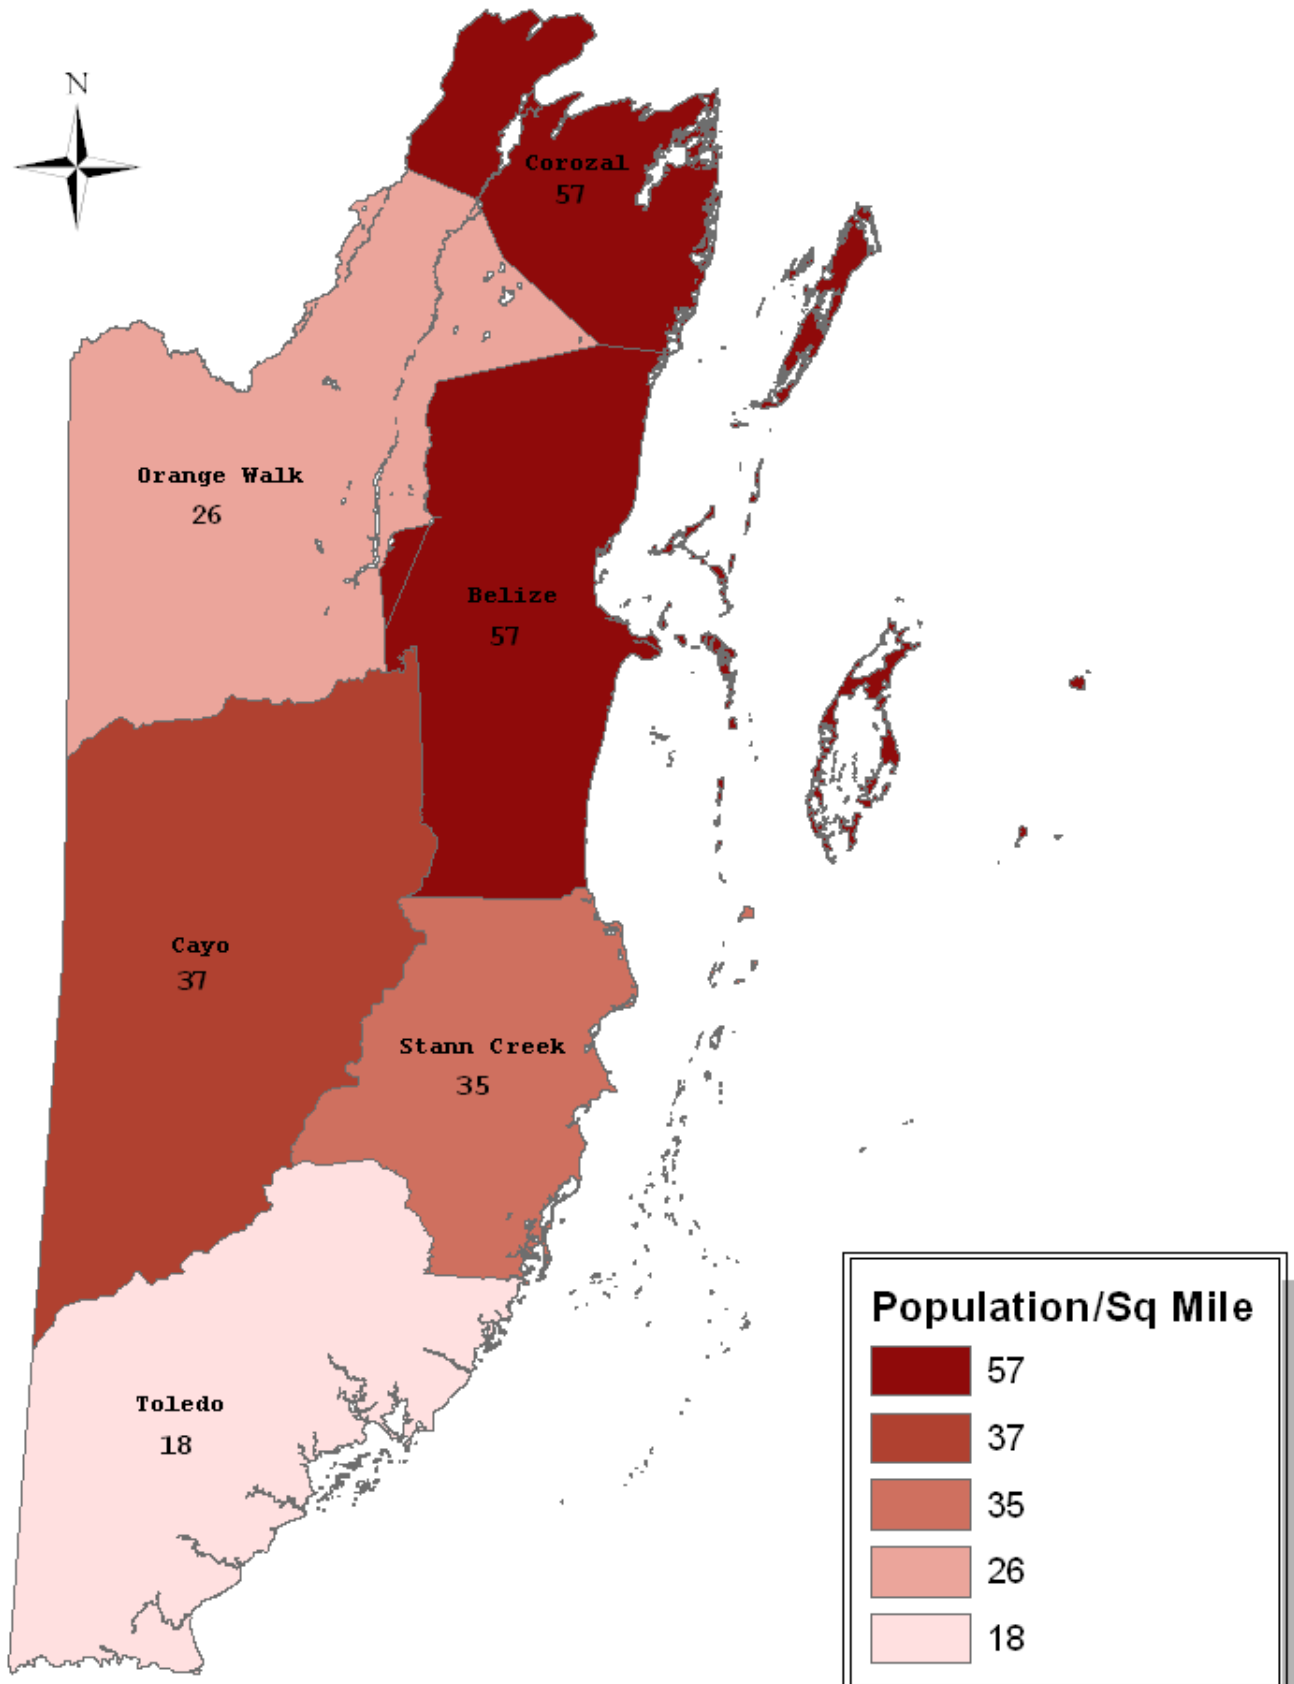 N
Corozal
57
Orange Walk
26
Belize
57
Cayo
37
Stann Creek
35
Toledo
18
Population/Sq Mile
57
37
35
26
18